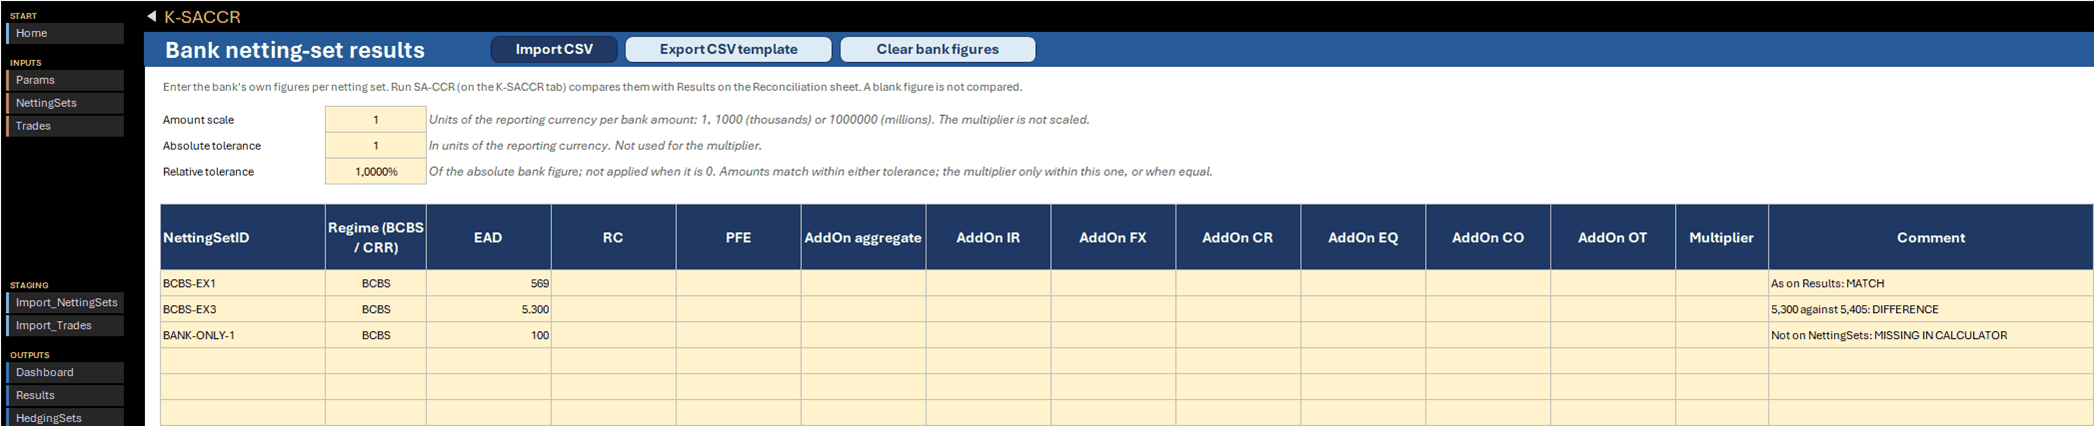 START
Home
INPUTS
Params
NettingSets
Trades
STAGING
Import_NettingSets
Import_Trades
OUTPUTS
Dashboard
Results
HedgingSets
K-SACCR
Bank netting-set results
Import CSV
Export CSV template
Clear bank figures
Enter the bank's own figures per netting set. Run SA-CCR (on the K-SACCR tab) compares them with Results on the Reconciliation sheet. A blank figure is not compared.
Amount scale 1 Units of the reporting currency per bank amount: 1, 1000 (thousands) or 1000000 (millions). The multiplier is not scaled.
Absolute tolerance 1 In units of the reporting currency. Not used for the multiplier.
Relative tolerance 1,0000% Of the absolute bank figure; not applied when it is 0. Amounts match within either tolerance; the multiplier only within this one, or when equal.
NettingSetID Regime (BCBS / CRR) EAD RC PFE AddOn aggregate AddOn IR AddOn FX AddOn CR AddOn EQ AddOn CO AddOn OT Multiplier Comment
BCBS-EX1 BCBS 569 As on Results: MATCH
BCBS-EX3 BCBS 5.300 5,300 against 5,405: DIFFERENCE
BANK-ONLY-1 BCBS 100 Not on NettingSets: MISSING IN CALCULATOR